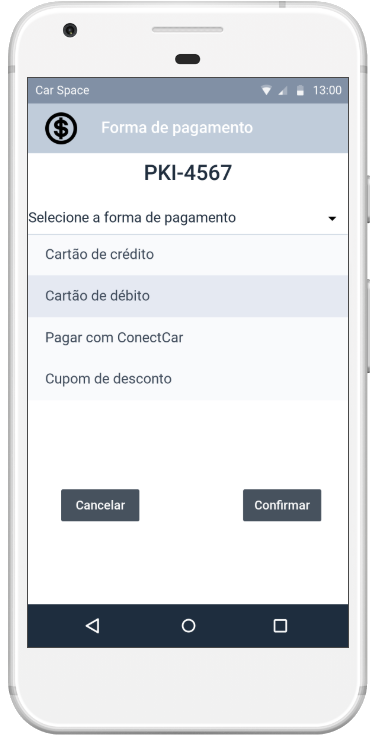 Car Space 13:00
Forma de pagamento
PKI-4567
Selecione a forma de pagamento
Cartão de crédito
Cartão de débito
Pagar com ConectCar
Cupom de desconto
Cancelar Confirmar